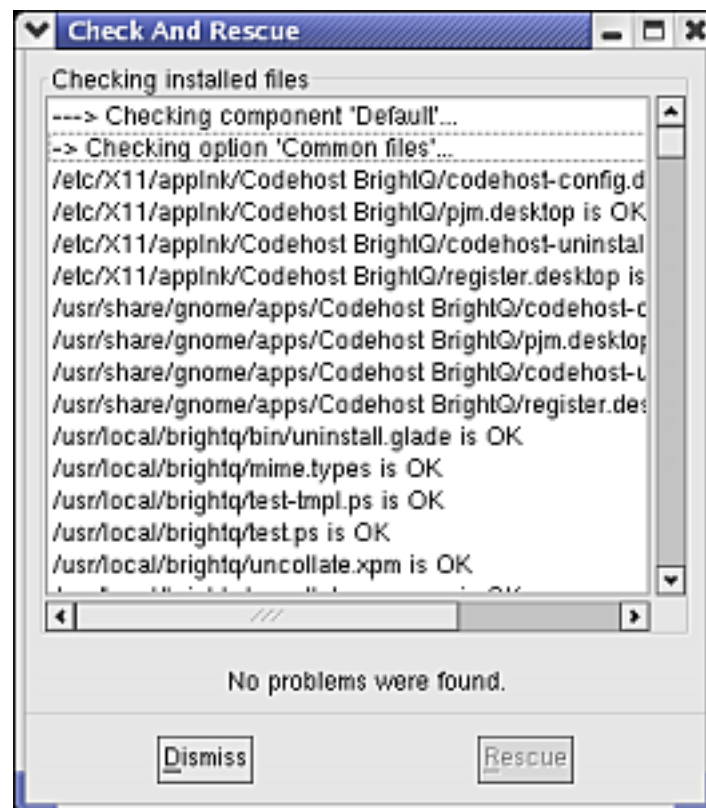 Check And Rescue
Checking installed files
---> Checking component 'Default'...
-> Checking option 'Common files'...
/etc/X11/applnk/Codehost BrightQ/codehost-config.d
/etc/X11/applnk/Codehost BrightQ/pjm.desktop is OK
/etc/X11/applnk/Codehost BrightQ/codehost-uninstal
/etc/X11/applnk/Codehost BrightQ/register.desktop is
/usr/share/gnome/apps/Codehost BrightQ/codehost-c
/usr/share/gnome/apps/Codehost BrightQ/pjm.desktop
/usr/share/gnome/apps/Codehost BrightQ/codehost-u
/usr/share/gnome/apps/Codehost BrightQ/register.des
/usr/local/brightq/bin/uninstall.glade is OK
/usr/local/brightq/mime.types is OK
/usr/local/brightq/test-tmpl.ps is OK
/usr/local/brightq/test.ps is OK
/usr/local/brightq/uncollate.xpm is OK
No problems were found.
Dismiss
Rescue